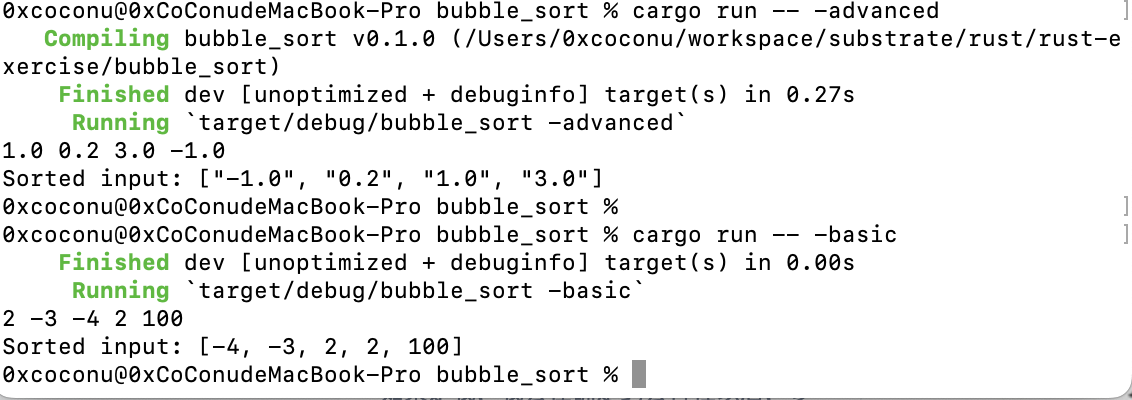 0xcoconu@0xCoConudeMacBook-Pro bubble_sort % cargo run -- -advanced ]
Compiling bubble_sort v0.1.0 (/Users/0xcoconu/workspace/substrate/rust/rust-e
xercise/bubble_sort)
Finished dev [unoptimized + debuginfo] target(s) in 0.27s
Running `target/debug/bubble_sort -advanced`
1.0 0.2 3.0 -1.0
Sorted input: ["-1.0", "0.2", "1.0", "3.0"]
0xcoconu@0xCoConudeMacBook-Pro bubble_sort % ]
0xcoconu@0xCoConudeMacBook-Pro bubble_sort % cargo run -- -basic ]
Finished dev [unoptimized + debuginfo] target(s) in 0.00s
Running `target/debug/bubble_sort -basic`
2 -3 -4 2 100
Sorted input: [-4, -3, 2, 2, 100]
0xcoconu@0xCoConudeMacBook-Pro bubble_sort %